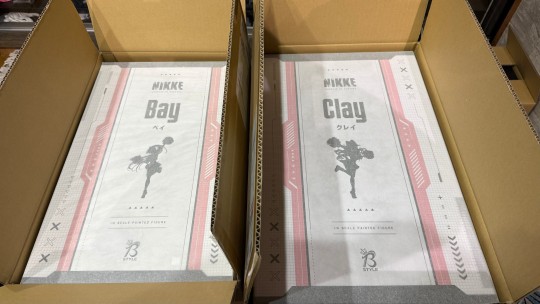 NIKKE
Bay
ベイ
1/4 SCALE PAINTED FIGURE
B
STYLE
NIKKE
Clay
クレイ
1/4 SCALE PAINTED FIGURE
B
STYLE